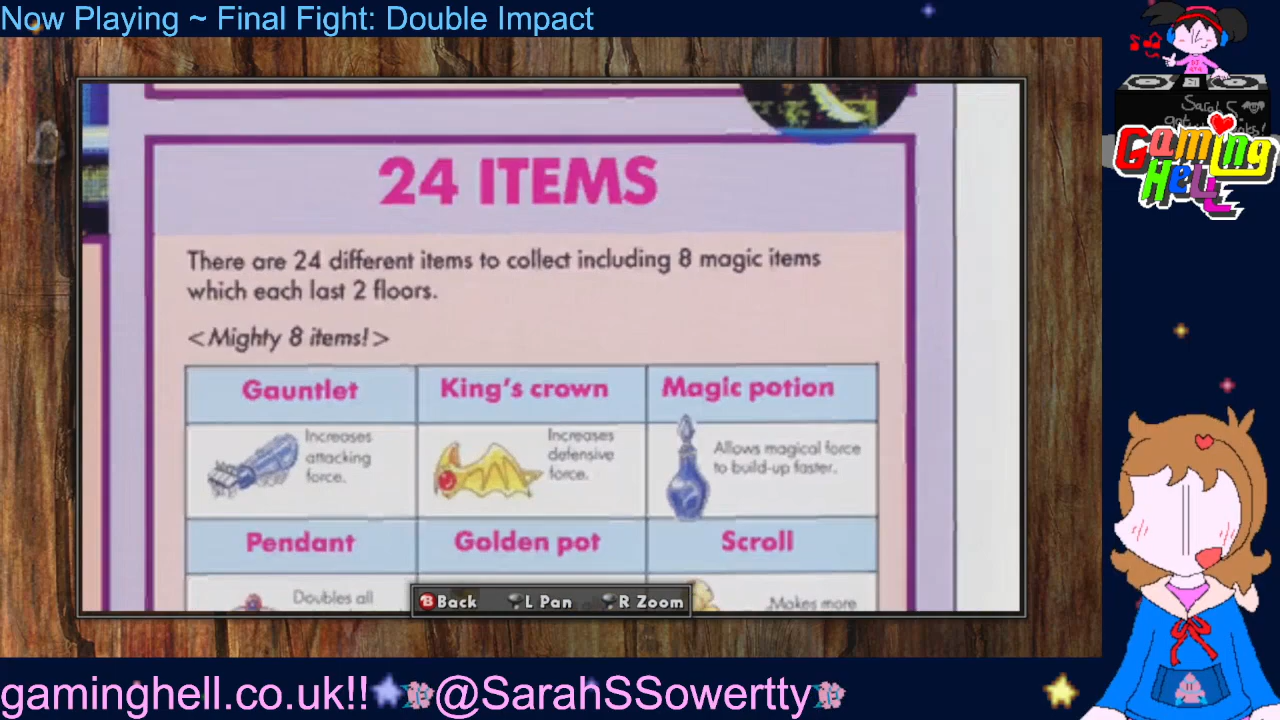 Now Playing ~ Final Fight: Double Impact
24 ITEMS
There are 24 different items to collect including 8 magic items
which each last 2 floors.
<Mighty 8 items!>
Gauntlet
King's crown
Magic potion
Increases
attacking
force.
Increases
defensive
force.
Allows magical force
to build-up faster.
Pendant
Golden pot
Scroll
Doubles all
Makes more
B Back
L Pan
R Zoom
Sarah S
got
Gaming
Hell
gaminghell.co.uk!!
@SarahSSowertty